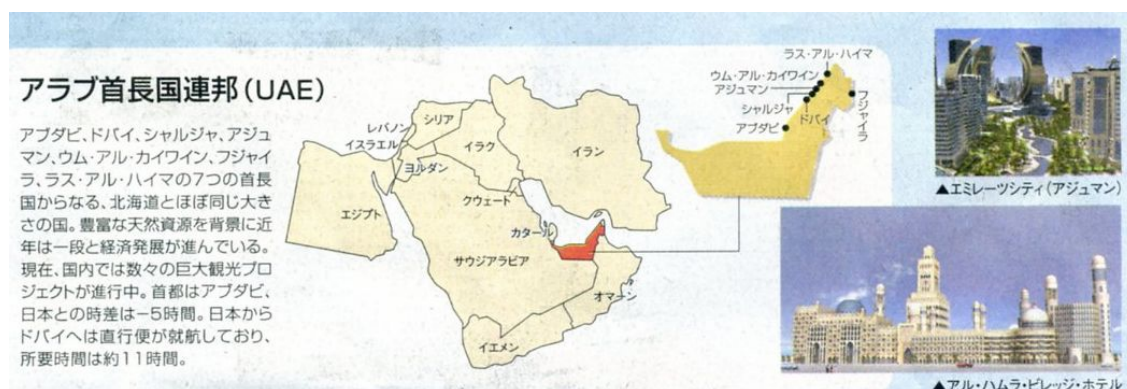 アラブ首長国連邦(UAE)
アブダビ、ドバイ、シャルジャ、アジュ
マン、ウム・アル・カイワイン、フジャイ
ラ、ラス・アル・ハイマの7つの首長
国からなる、北海道とほぼ同じ大き
さの国。豊富な天然資源を背景に近
年は一段と経済発展が進んでいる。
現在、国内では数々の巨大観光プロ
ジェクトが進行中。首都はアブダビ、
日本との時差は−5時間。日本から
ドバイへは直行便が就航しており、
所要時間は約11時間。
レバノン
シリア
イスラエル
ヨルダン
イラク
イラン
エジプト
クウェート
カタール
サウジアラビア
オマーン
イエメン
ラス・アル・ハイマ
ウム・アル・カイワイン
アジュマン
シャルジャ
ドバイ
アブダビ
フジャイラ
▲エミレーツシティ(アジュマン)
▲アル・ハムラ・ビレッジ・ホテル